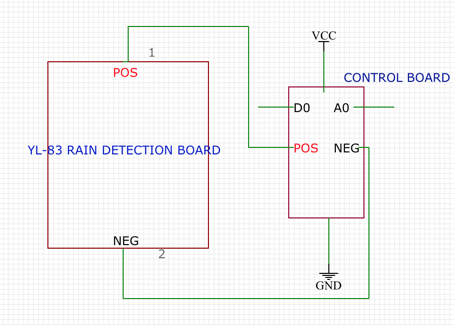 VCC
1
CONTROL BOARD
POS
D0
A0
YL-83 RAIN DETECTION BOARD
POS
NEG
NEG
2
GND